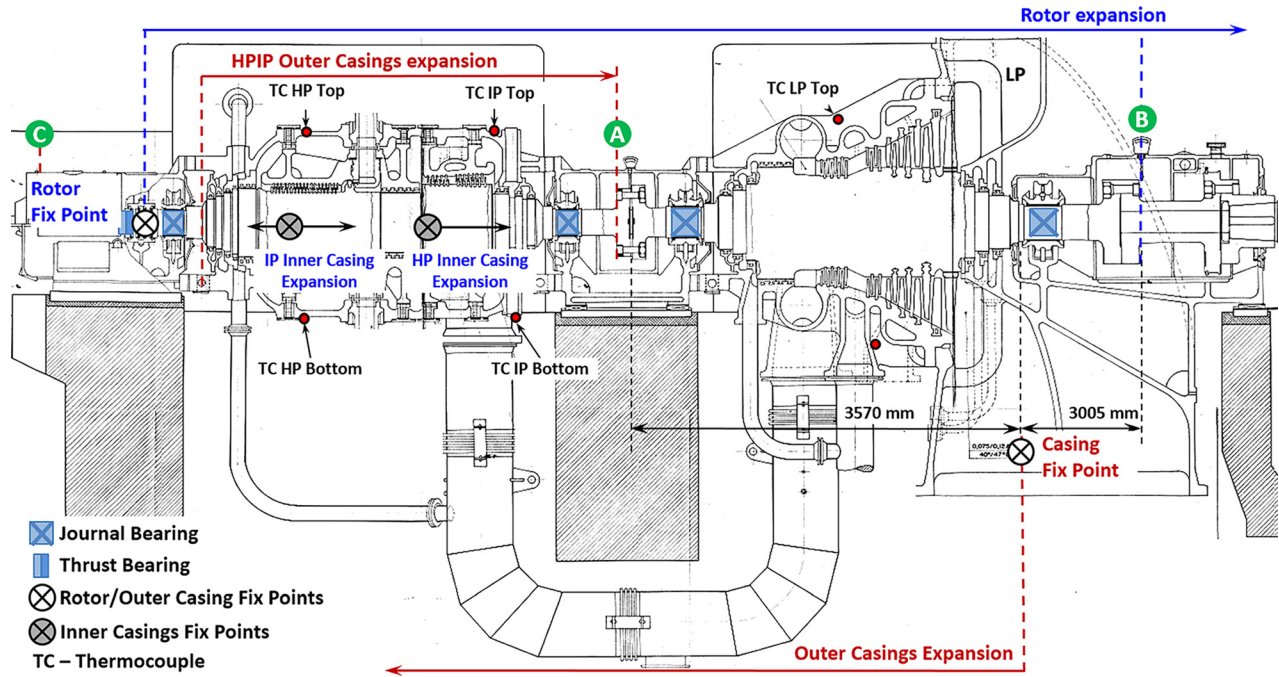 Rotor expansion
HPIP Outer Casings expansion
TC HP Top
TC IP Top
TC LP Top
LP
C
A
B
Rotor
Fix Point
IP Inner Casing
Expansion
HP Inner Casing
Expansion
TC HP Bottom
TC IP Bottom
3570 mm
3005 mm
Casing
Fix Point
Journal Bearing
Thrust Bearing
Rotor/Outer Casing Fix Points
Inner Casings Fix Points
TC – Thermocouple
Outer Casings Expansion